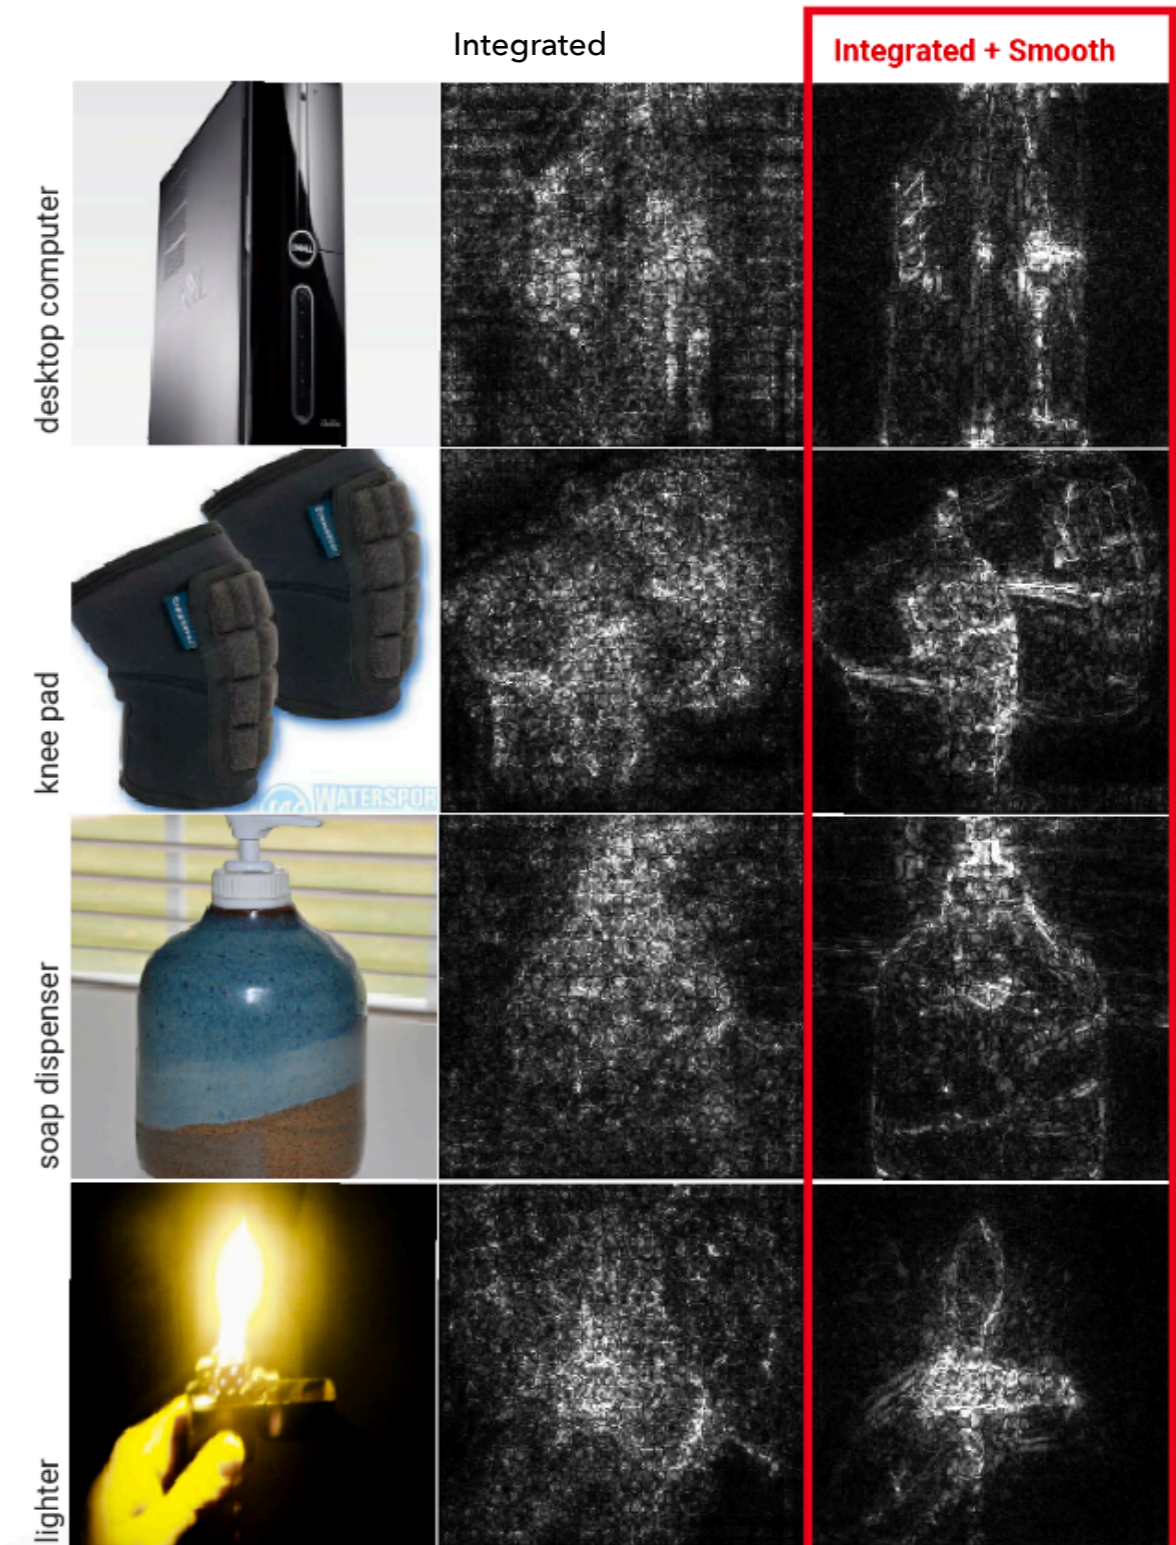 Integrated
Integrated + Smooth
desktop computer
DELL
knee pad
WATERSPOR
soap dispenser
lighter